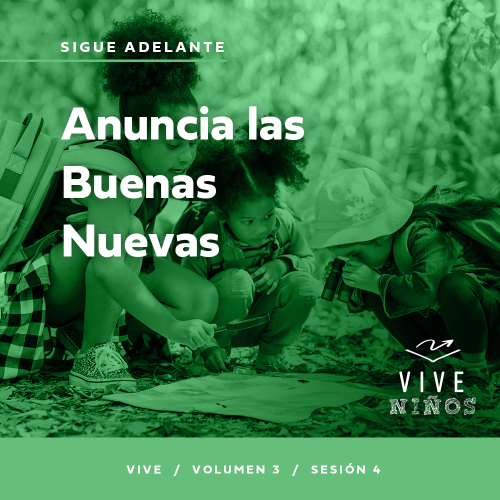 SIGUE ADELANTE
Anuncia las
Buenas
Nuevas
VIVE
NIÑOS
VIVE / VOLUMEN 3 / SESIÓN 4